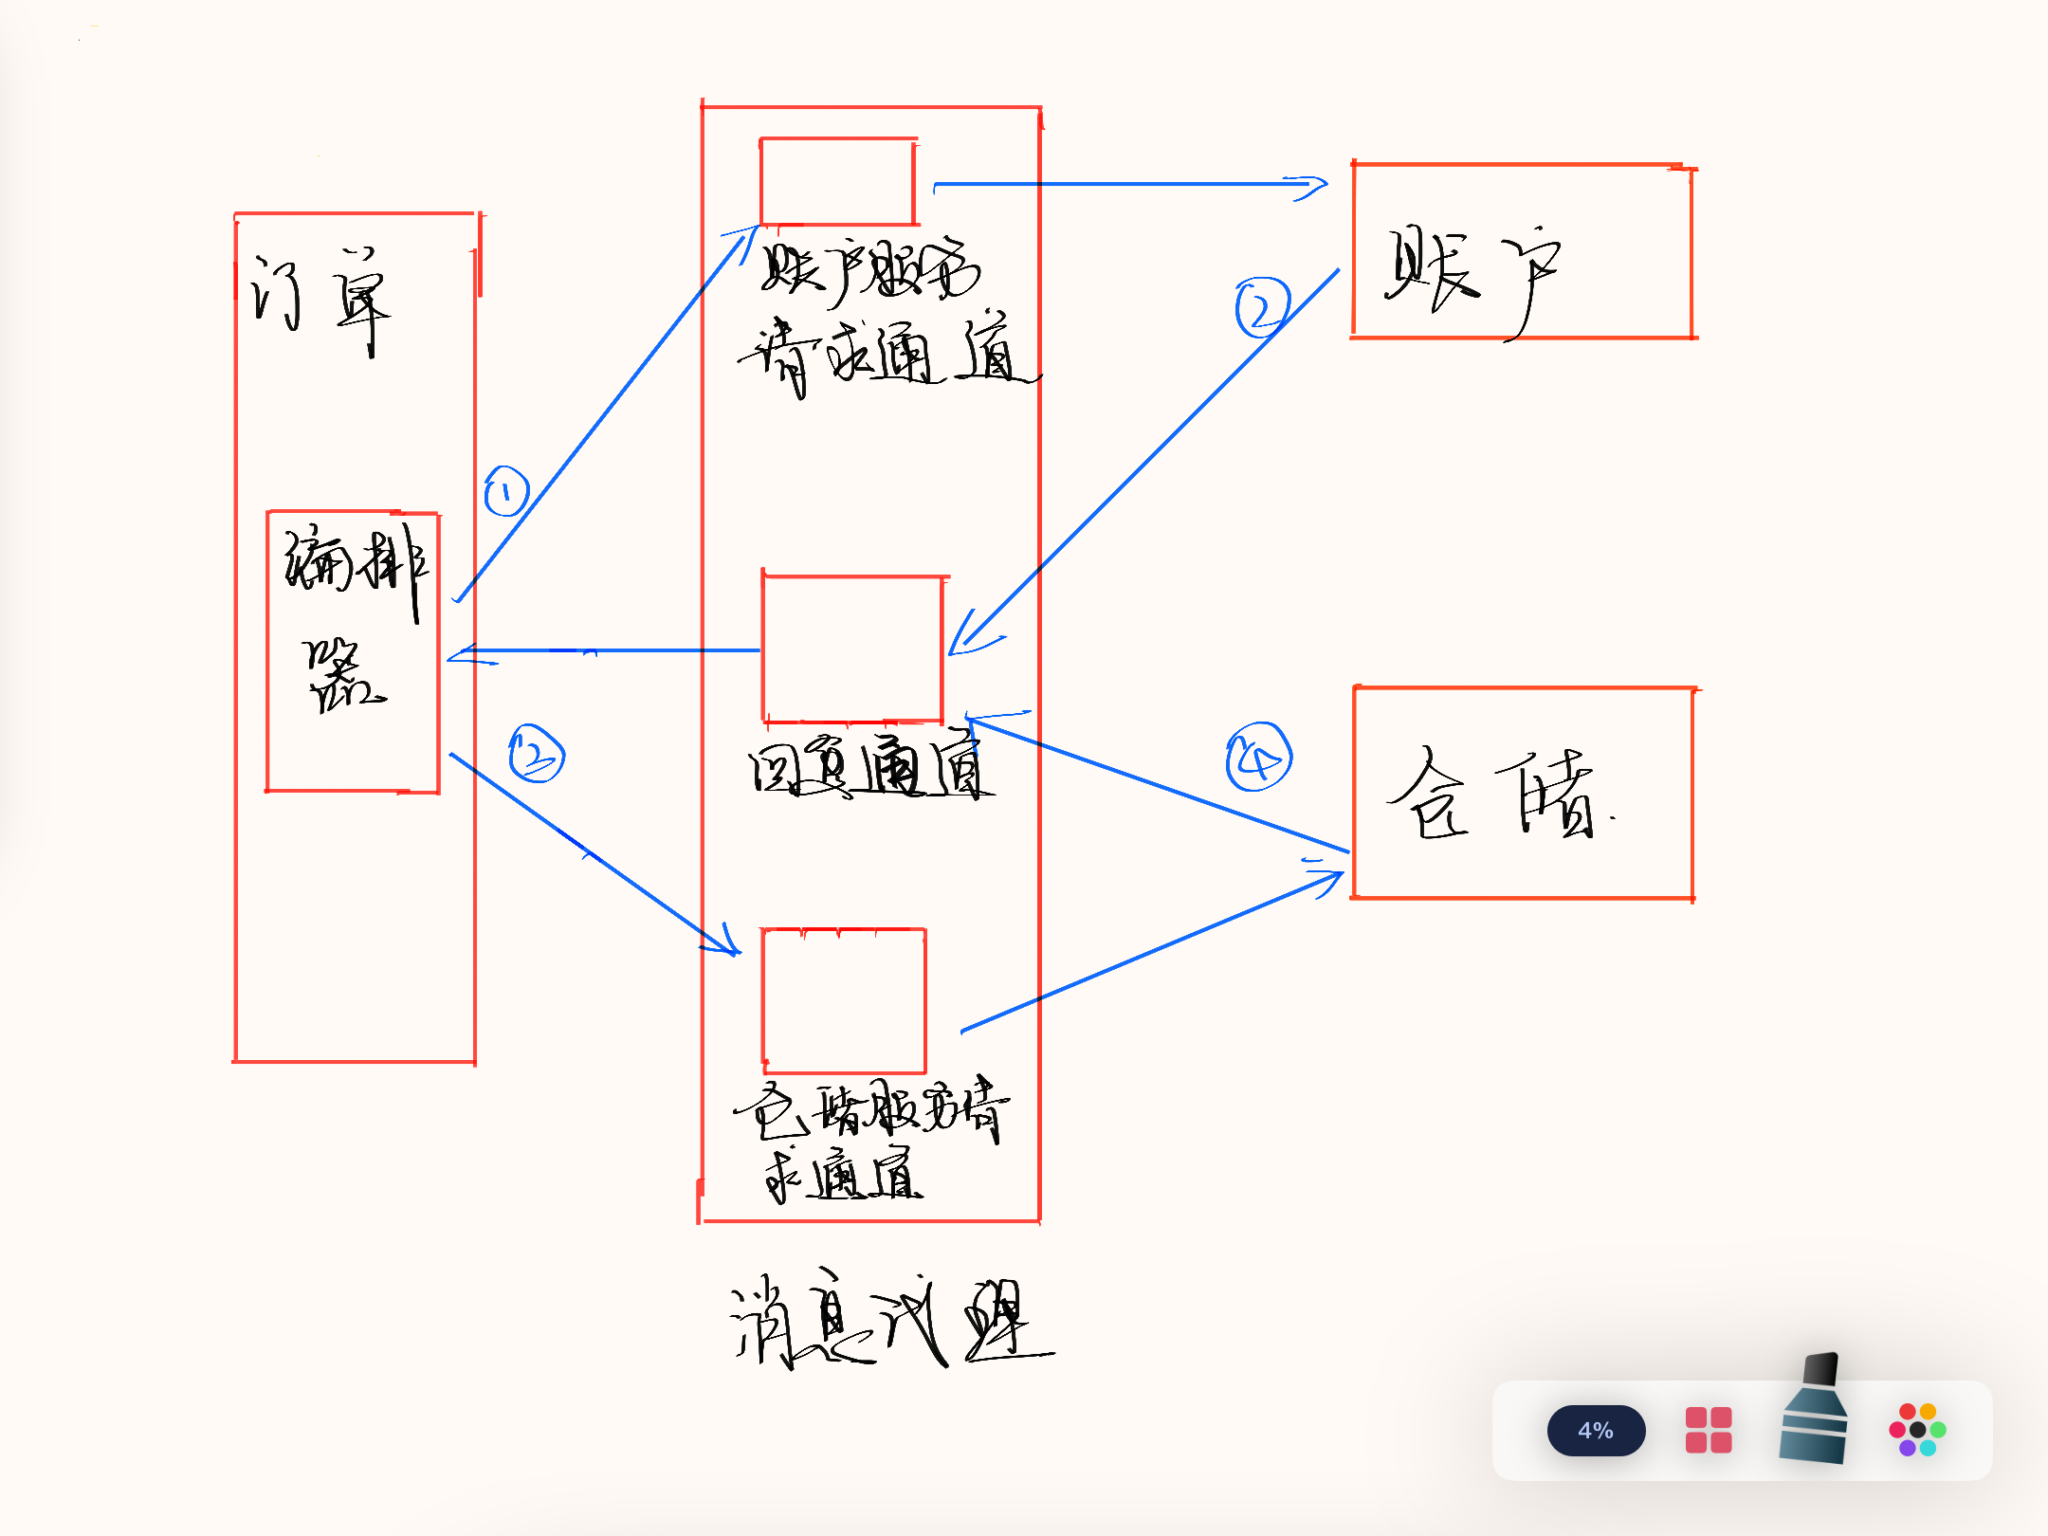 订单
编排
器
①
③
账户服务
请求通道
回复通道
仓储服务请
求通道
消息代理
②
账户
④
仓储.
4%